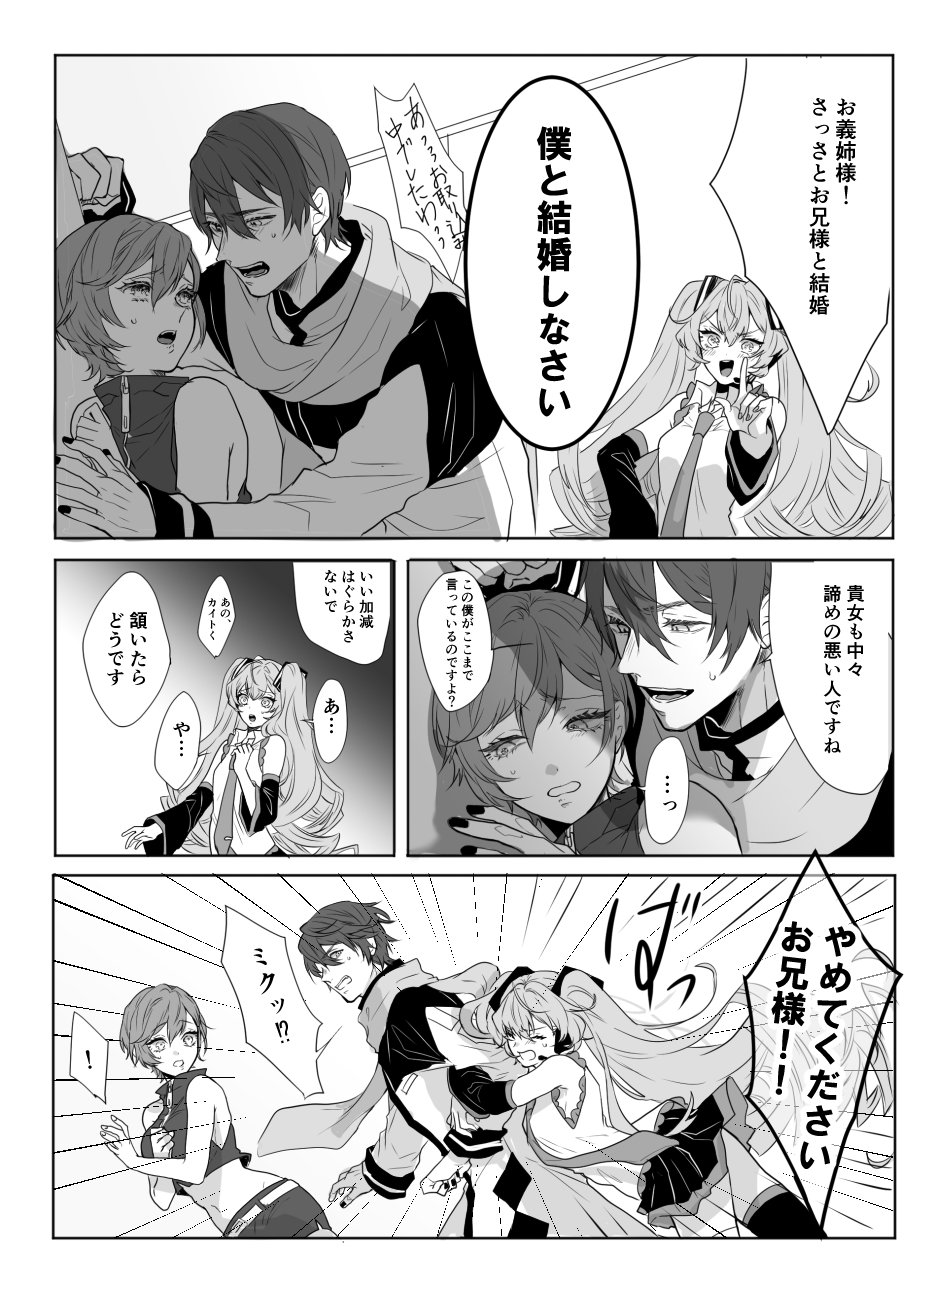 お義姉様！
さっさとお兄様と結婚
僕と結婚しなさい
あっ…お取り込み
中でしたわ…
貴女も中々
諦めの悪い人ですね
この僕がここまで
言っているのですよ？
…っ
いい加減
はぐらかさ
ないで
あの、
カイトく
頷いたら
どうです
あ…
や…
やめてください
お兄様！！
ばっ
ミクッ!?
！